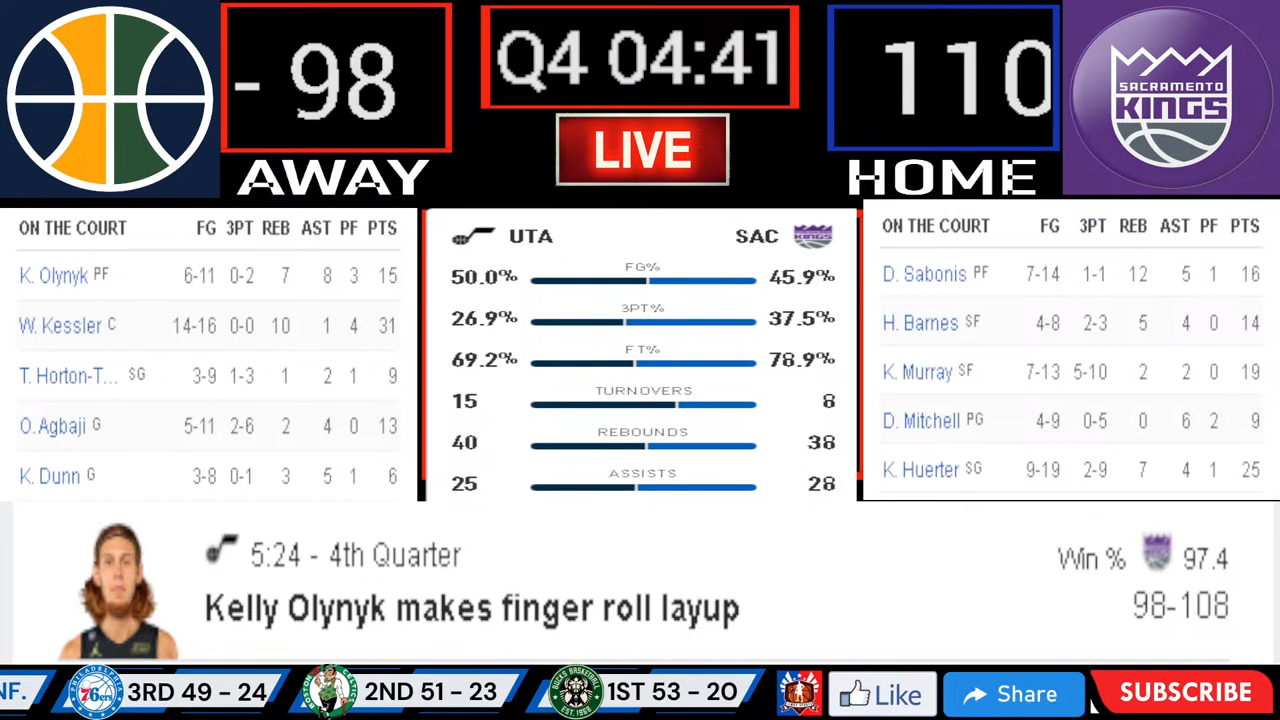 - 98
Q4 04:41
110
LIVE
AWAY
HOME
SACRAMENTO
KINGS
ON THE COURT FG 3PT REB AST PF PTS
K. Olynyk PF 6-11 0-2 7 8 3 15
W. Kessler C 14-16 0-0 10 1 4 31
T. Horton-T... SG 3-9 1-3 1 2 1 9
O. Agbaji G 5-11 2-6 2 4 0 13
K. Dunn G 3-8 0-1 3 5 1 6
UTA SAC KINGS
FG%
50.0% 45.9%
3PT%
26.9% 37.5%
FT%
69.2% 78.9%
TURNOVERS
15 8
REBOUNDS
40 38
ASSISTS
25 28
ON THE COURT FG 3PT REB AST PF PTS
D. Sabonis PF 7-14 1-1 12 5 1 16
H. Barnes SF 4-8 2-3 5 4 0 14
K. Murray SF 7-13 5-10 2 2 0 19
D. Mitchell PG 4-9 0-5 0 6 2 9
K. Huerter SG 9-19 2-9 7 4 1 25
5:24 - 4th Quarter
Kelly Olynyk makes finger roll layup
Win % 97.4
98-108
NF. PHILADELPHIA 76ERS 3RD 49 - 24 BOSTON CELTICS 2ND 51 - 23 BUCKS BASKETBALL EST. 1968 1ST 53 - 20
Like Share SUBSCRIBE